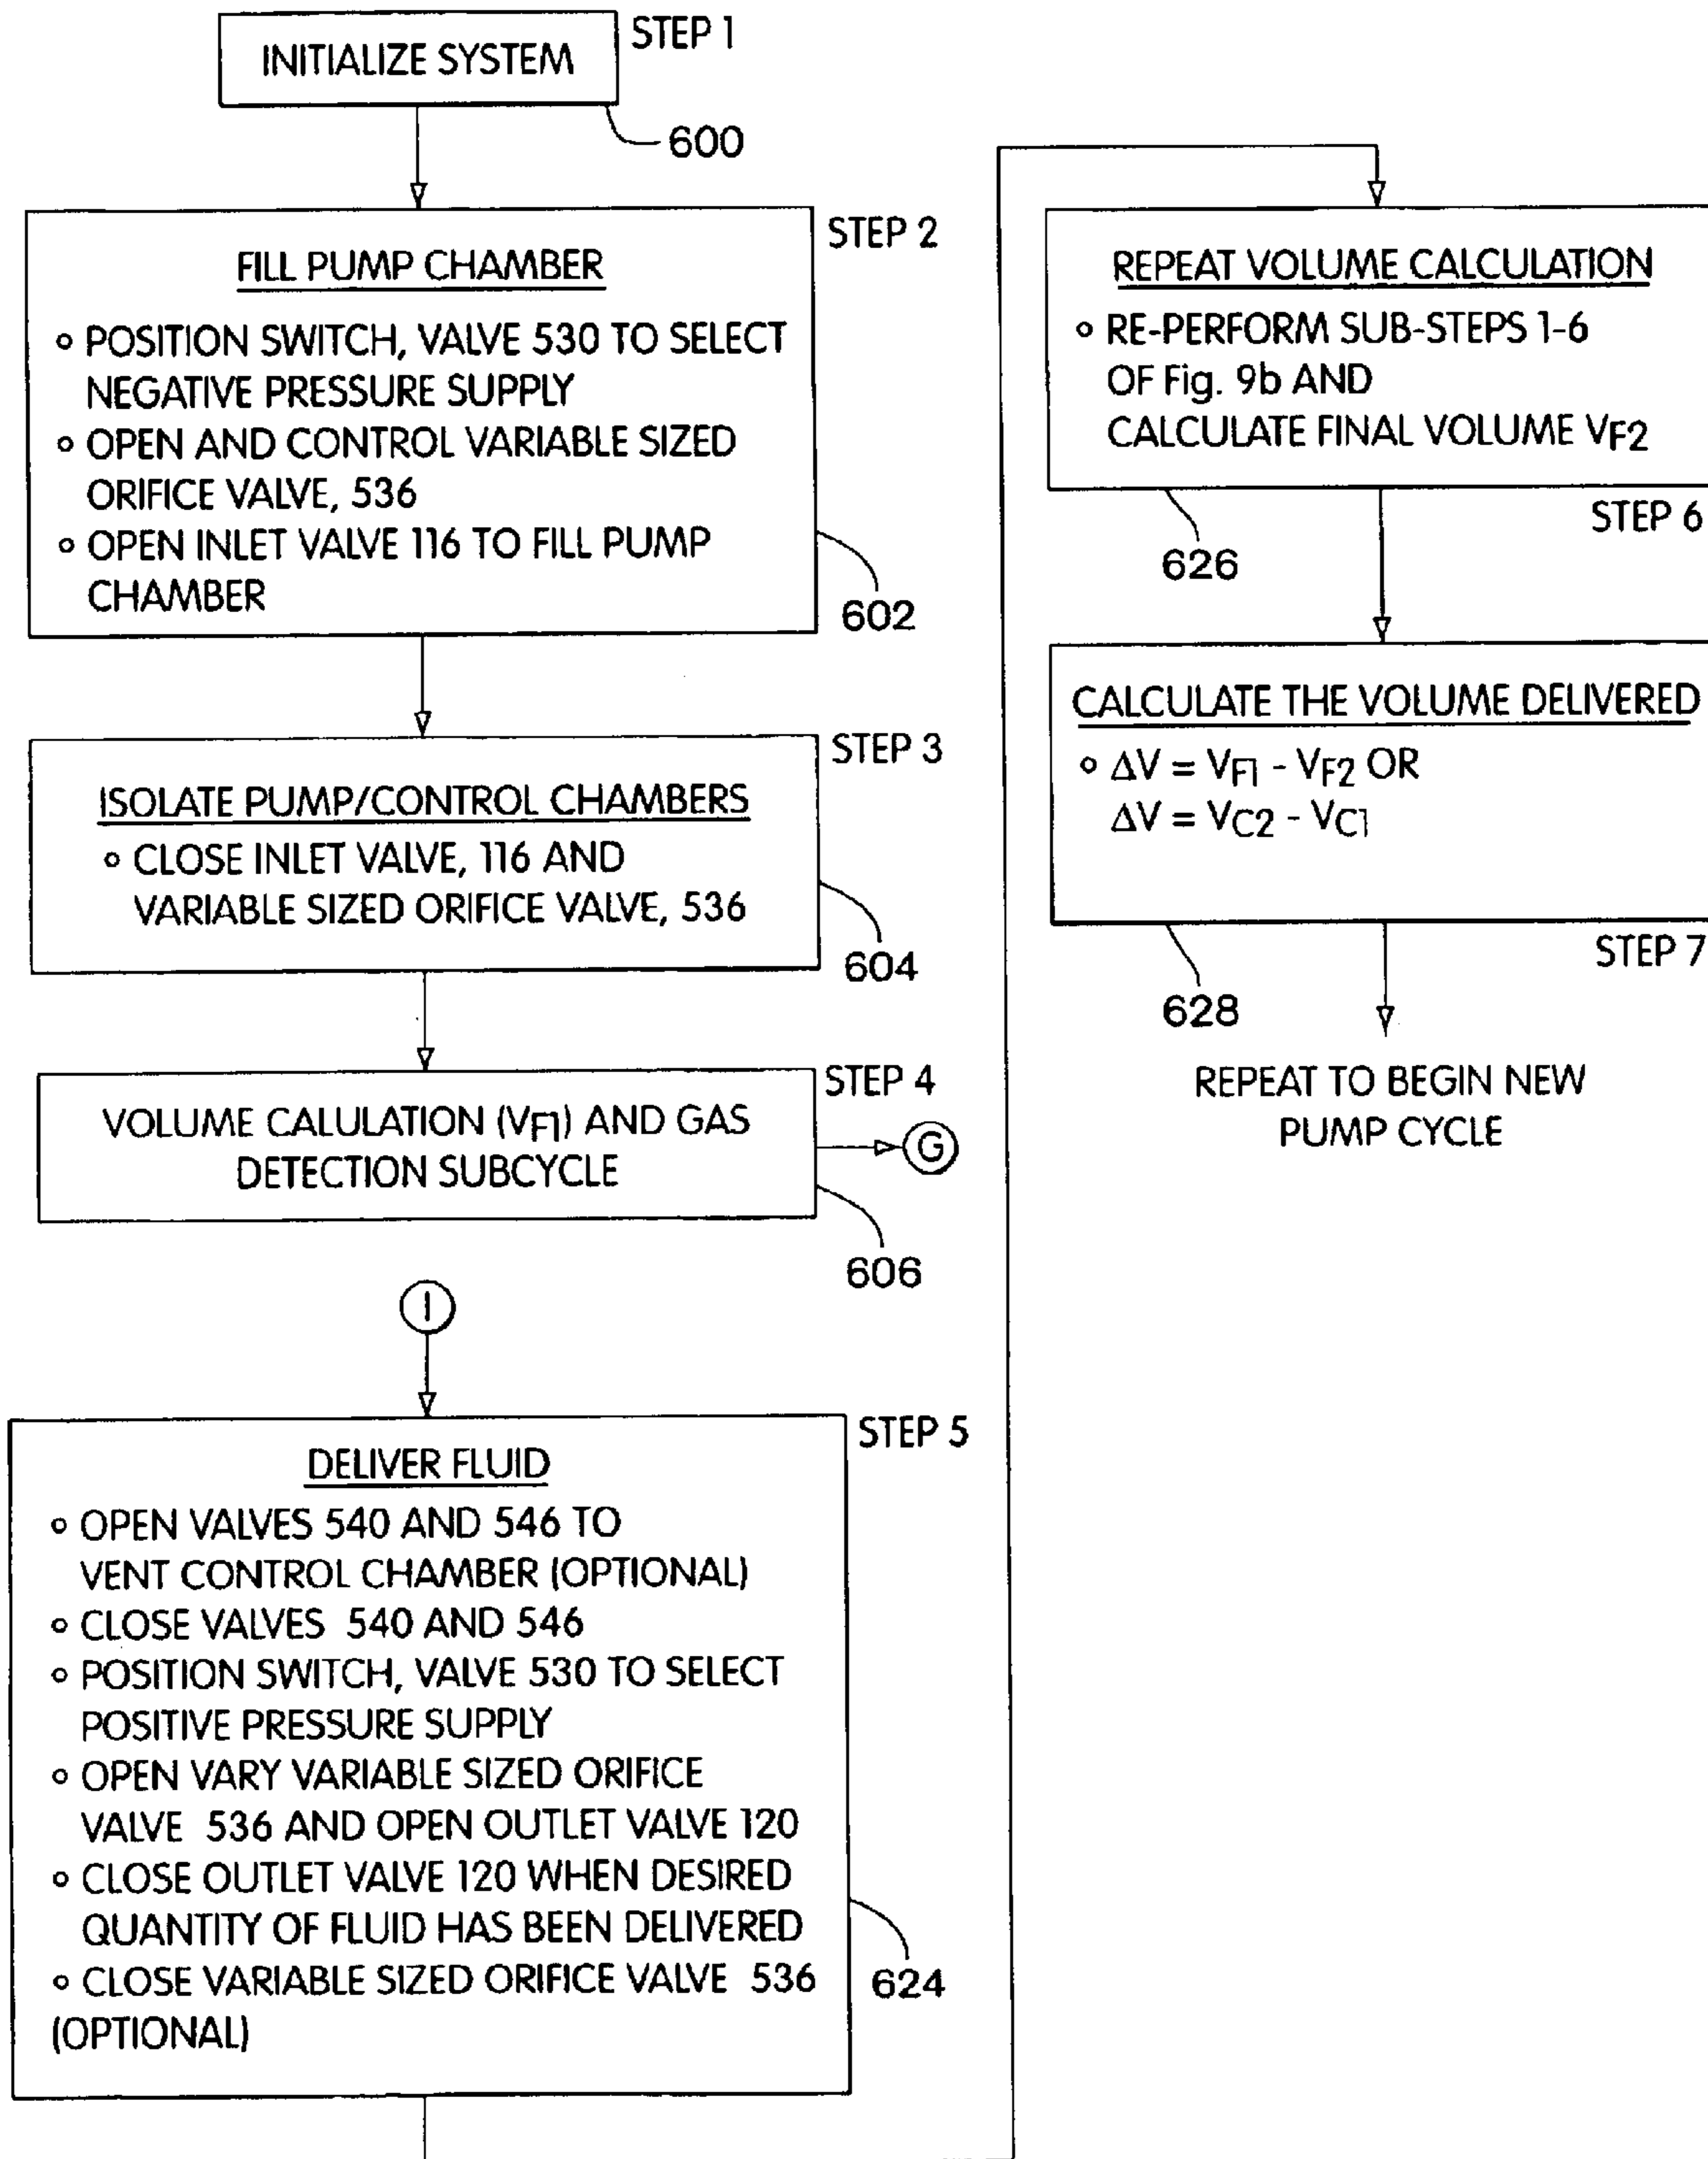 INITIALIZE SYSTEM
STEP 1
600
STEP 2
FILL PUMP CHAMBER
∘ POSITION SWITCH, VALVE 530 TO SELECT
NEGATIVE PRESSURE SUPPLY
∘ OPEN AND CONTROL VARIABLE SIZED
ORIFICE VALVE, 536
∘ OPEN INLET VALVE 116 TO FILL PUMP
CHAMBER
602
STEP 3
ISOLATE PUMP/CONTROL CHAMBERS
∘ CLOSE INLET VALVE, 116 AND
VARIABLE SIZED ORIFICE VALVE, 536
604
STEP 4
VOLUME CALULATION (VF1) AND GAS
DETECTION SUBCYCLE
G
606
I
STEP 5
DELIVER FLUID
∘ OPEN VALVES 540 AND 546 TO
VENT CONTROL CHAMBER (OPTIONAL)
∘ CLOSE VALVES 540 AND 546
∘ POSITION SWITCH, VALVE 530 TO SELECT
POSITIVE PRESSURE SUPPLY
∘ OPEN VARY VARIABLE SIZED ORIFICE
VALVE 536 AND OPEN OUTLET VALVE 120
∘ CLOSE OUTLET VALVE 120 WHEN DESIRED
QUANTITY OF FLUID HAS BEEN DELIVERED
∘ CLOSE VARIABLE SIZED ORIFICE VALVE 536
(OPTIONAL)
624
REPEAT VOLUME CALCULATION
∘ RE-PERFORM SUB-STEPS 1-6
OF Fig. 9b AND
CALCULATE FINAL VOLUME VF2
STEP 6
626
CALCULATE THE VOLUME DELIVERED
∘ ΔV = VF1 - VF2 OR
ΔV = VC2 - VC1
STEP 7
628
REPEAT TO BEGIN NEW
PUMP CYCLE